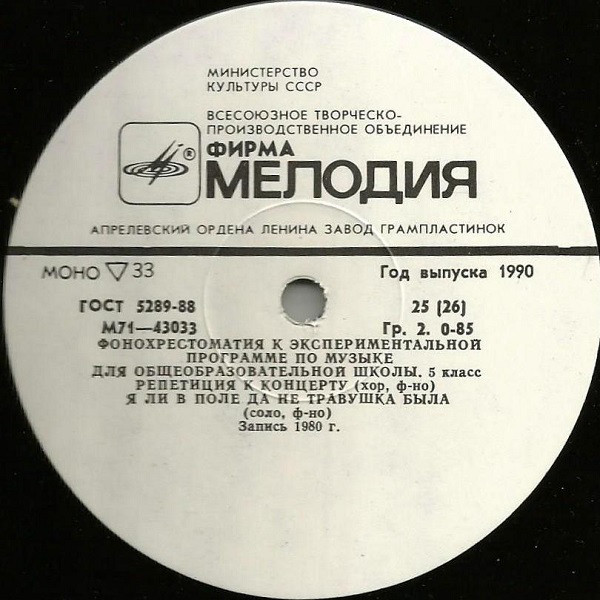 МИНИСТЕРСТВО
КУЛЬТУРЫ СССР
ВСЕСОЮЗНОЕ ТВОРЧЕСКО-
ПРОИЗВОДСТВЕННОЕ ОБЪЕДИНЕНИЕ
®
ФИРМА
МЕЛОДИЯ
АПРЕЛЕВСКИЙ ОРДЕНА ЛЕНИНА ЗАВОД ГРАМПЛАСТИНОК
МОНО 33 Год выпуска 1990
ГОСТ 5289-88 25 (26)
М71—43033 Гр. 2. 0-85
ФОНОХРЕСТОМАТИЯ К ЭКСПЕРИМЕНТАЛЬНОЙ
ПРОГРАММЕ ПО МУЗЫКЕ
ДЛЯ ОБЩЕОБРАЗОВАТЕЛЬНОЙ ШКОЛЫ. 5 класс
РЕПЕТИЦИЯ К КОНЦЕРТУ (хор, ф-но)
Я ЛИ В ПОЛЕ ДА НЕ ТРАВУШКА БЫЛА
(соло, ф-но)
Запись 1980 г.